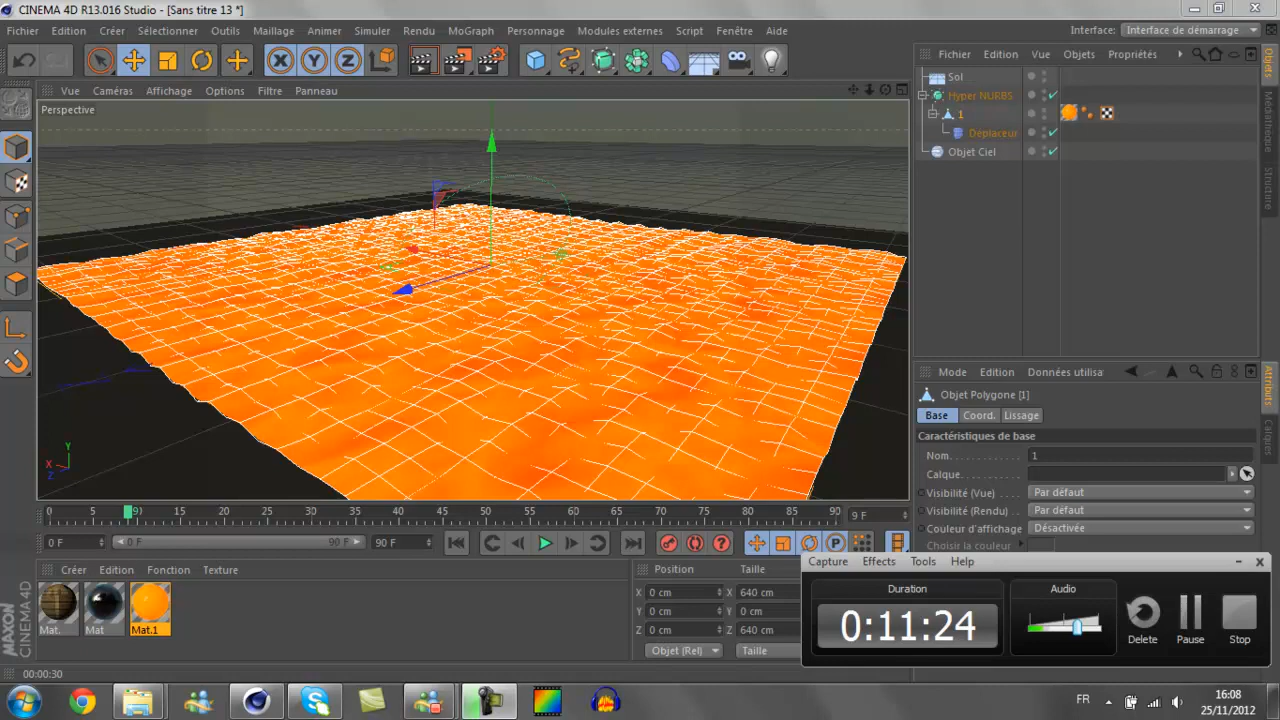 CINEMA 4D R13.016 Studio - [Sans titre 13 *]
Fichier Edition Créer Sélectionner Outils Maillage Animer Simuler Rendu MoGraph Personnage Modules externes Script Fenêtre Aide
Interface: Interface de démarrage
X Y Z
Fichier Edition Vue Objets Propriétés
Vue Caméras Affichage Options Filtre Panneau
Perspective
Sol
Hyper NURBS
1
Déplaceur
Objet Ciel
Objets
Médiathèque
Structure
Mode Edition Données utilisa
Objet Polygone [1]
Base Coord. Lissage
Caractéristiques de base
Nom 1
Calque
Visibilité (Vue) Par défaut
Visibilité (Rendu) Par défaut
Couleur d'affichage Désactivée
Choisir la couleur
Attributs
Calques
Y
X
Z
0 5 9 15 20 25 30 35 40 45 50 55 60 65 70 75 80 85 90 9 F
0 F 0 F 90 F 90 F
Créer Edition Fonction Texture
Mat. Mat Mat.1
Position Taille
X 0 cm 640 cm
Y 0 cm 0 cm
Z 0 cm 640 cm
Objet (Rel) Taille
MAXON
CINEMA 4D
00:00:30
Capture Effects Tools Help
Duration
0:11:24
Audio
Delete Pause Stop
FR
16:08
25/11/2012